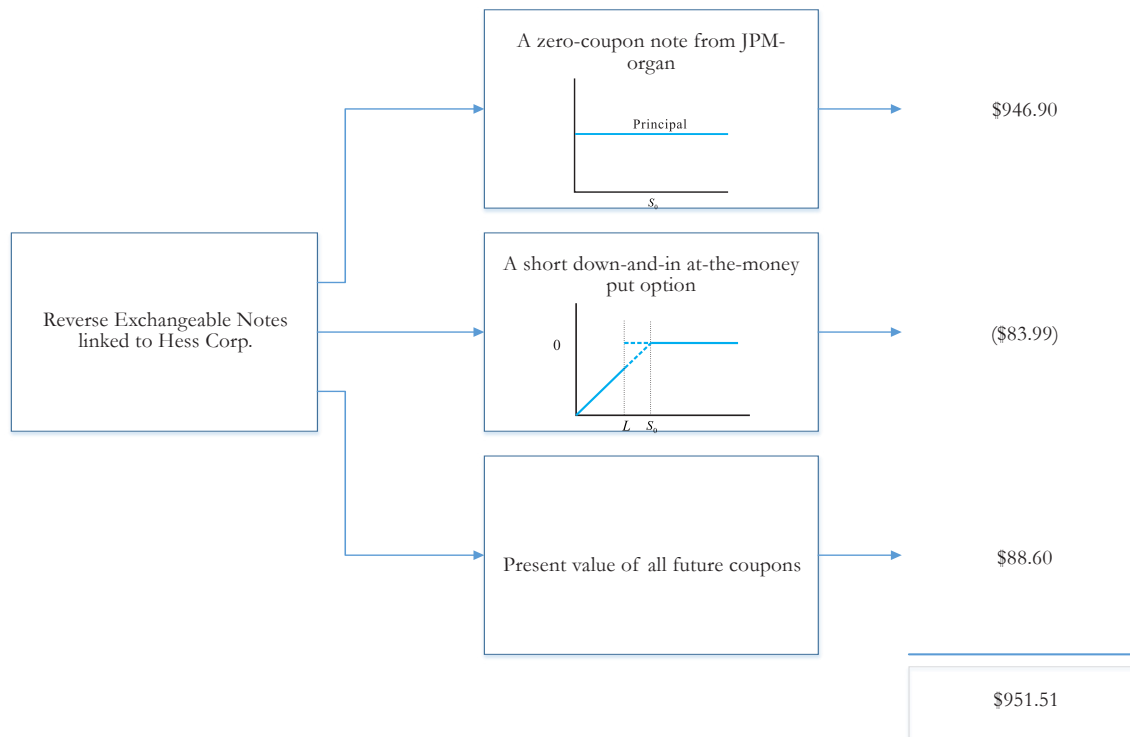 A zero-coupon note from JPM-
organ
Principal
S₀
$946.90
Reverse Exchangeable Notes
linked to Hess Corp.
A short down-and-in at-the-money
put option
0
L S₀
($83.99)
Present value of all future coupons
$88.60
$951.51